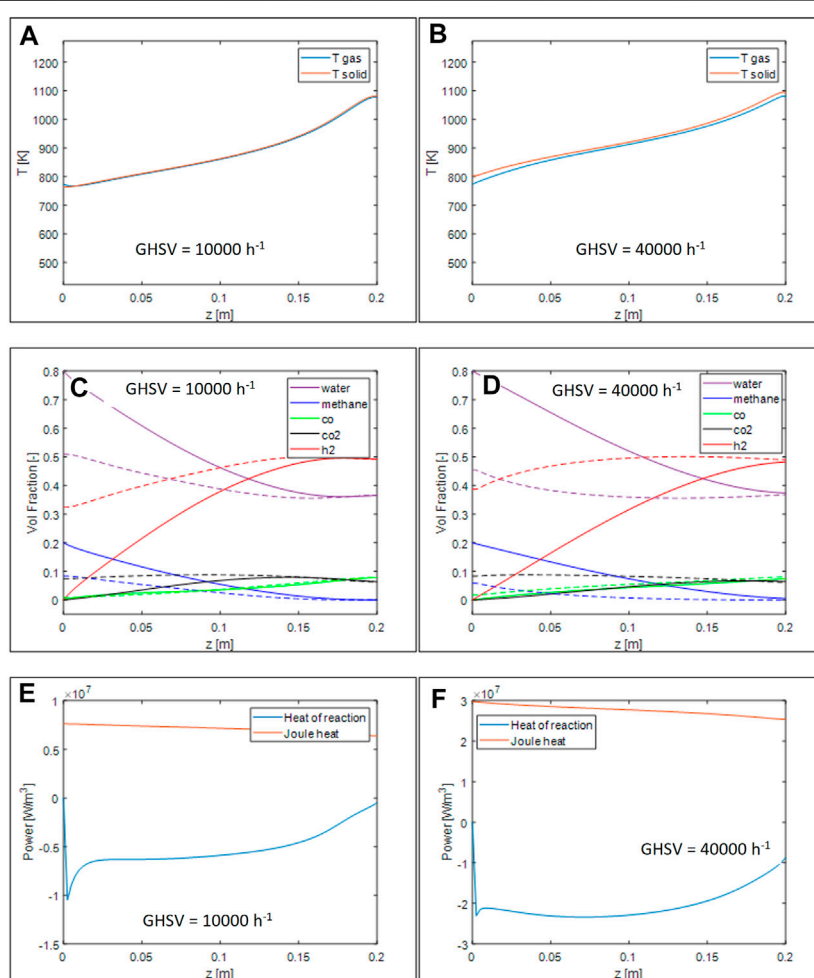 A
T gas
T solid
1200
1100
1000
900
800
700
600
500
T [K]
GHSV = 10000 h⁻¹
0 0.05 0.1 0.15 0.2
z [m]
B
T gas
T solid
1200
1100
1000
900
800
700
600
500
T [K]
GHSV = 40000 h⁻¹
0 0.05 0.1 0.15 0.2
z [m]
C
GHSV = 10000 h⁻¹
water
methane
co
co2
h2
0.8
0.7
0.6
0.5
0.4
0.3
0.2
0.1
0
Vol Fraction [-]
0 0.05 0.1 0.15 0.2
z [m]
D
GHSV = 40000 h⁻¹
water
methane
co
co2
h2
0.8
0.7
0.6
0.5
0.4
0.3
0.2
0.1
0
Vol Fraction [-]
0 0.05 0.1 0.15 0.2
z [m]
E
×10⁷
Heat of reaction
Joule heat
1
0.5
0
-0.5
-1
-1.5
Power [W/m³]
GHSV = 10000 h⁻¹
0 0.05 0.1 0.15 0.2
z [m]
F
×10⁷
Heat of reaction
Joule heat
3
2
1
0
-1
-2
-3
Power [W/m³]
GHSV = 40000 h⁻¹
0 0.05 0.1 0.15 0.2
z [m]